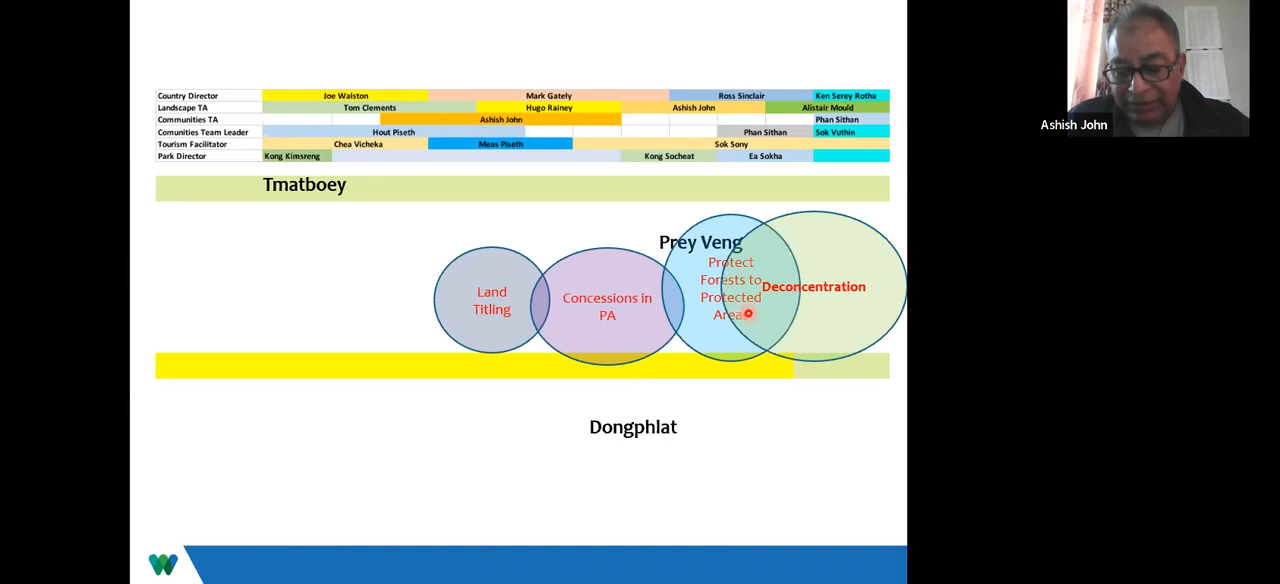 Country Director Joe Walston Mark Gately Ross Sinclair Ken Serey Rotha
Landscape TA Tom Clements Hugo Rainey Ashish John Alistair Mould
Communities TA Ashish John Phan Sithan
Comunities Team Leader Hout Piseth Phan Sithan Sok Vuthin
Tourism Facilitator Chea Vicheka Meas Piseth Sok Sony
Park Director Kong Kimsreng Kong Socheat Ea Sokha
Ashish John
Tmatboey
Prey Veng
Land
Titling
Concessions in
PA
Protect
Forests to
Protected
Areas
Deconcentration
Dongphlat